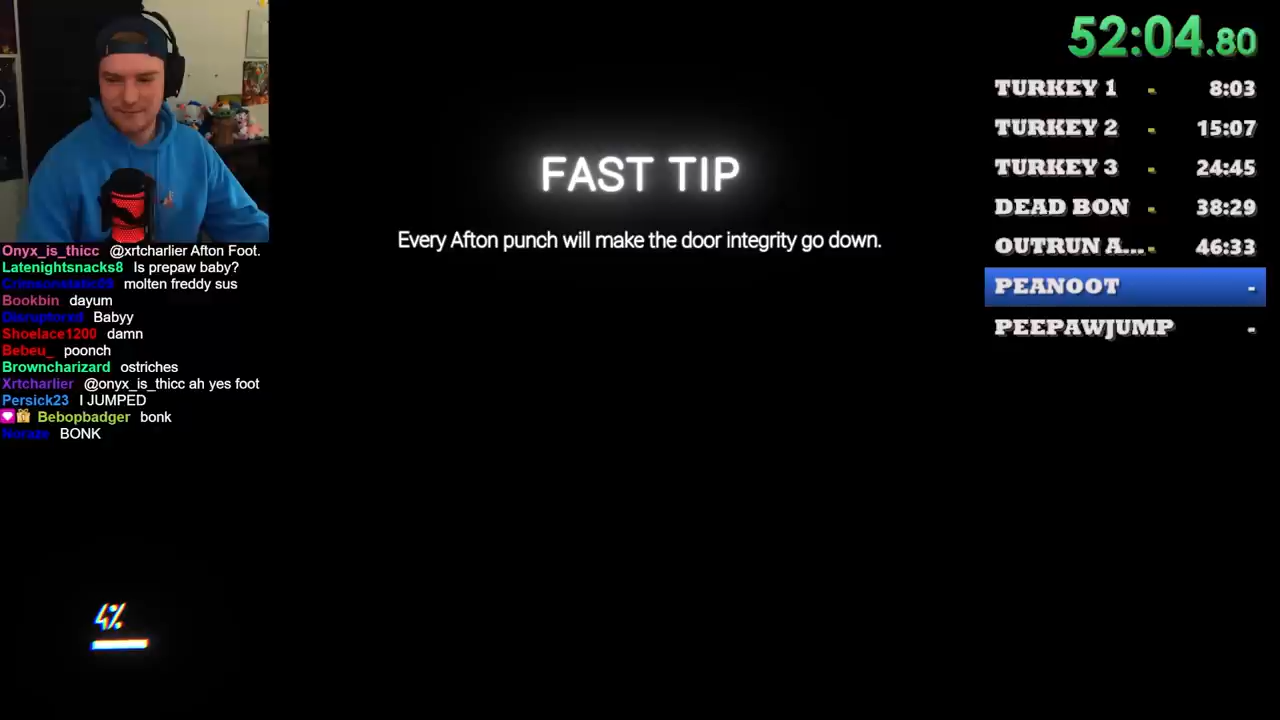 52:04.80
TURKEY 1 - 8:03
TURKEY 2 - 15:07
TURKEY 3 - 24:45
DEAD BON - 38:29
OUTRUN A... - 46:33
PEANOOT -
PEEPAWJUMP -
FAST TIP
Every Afton punch will make the door integrity go down.
Onyx_is_thicc @xrtcharlier Afton Foot.
Latenightsnacks8 Is prepaw baby?
molten freddy sus
Bookbin dayum
Babyy
Shoelace1200 damn
Bebeu_ poonch
Browncharizard ostriches
Xrtcharlier @onyx_is_thicc ah yes foot
Persick23 I JUMPED
Bebopbadger bonk
BONK
4%